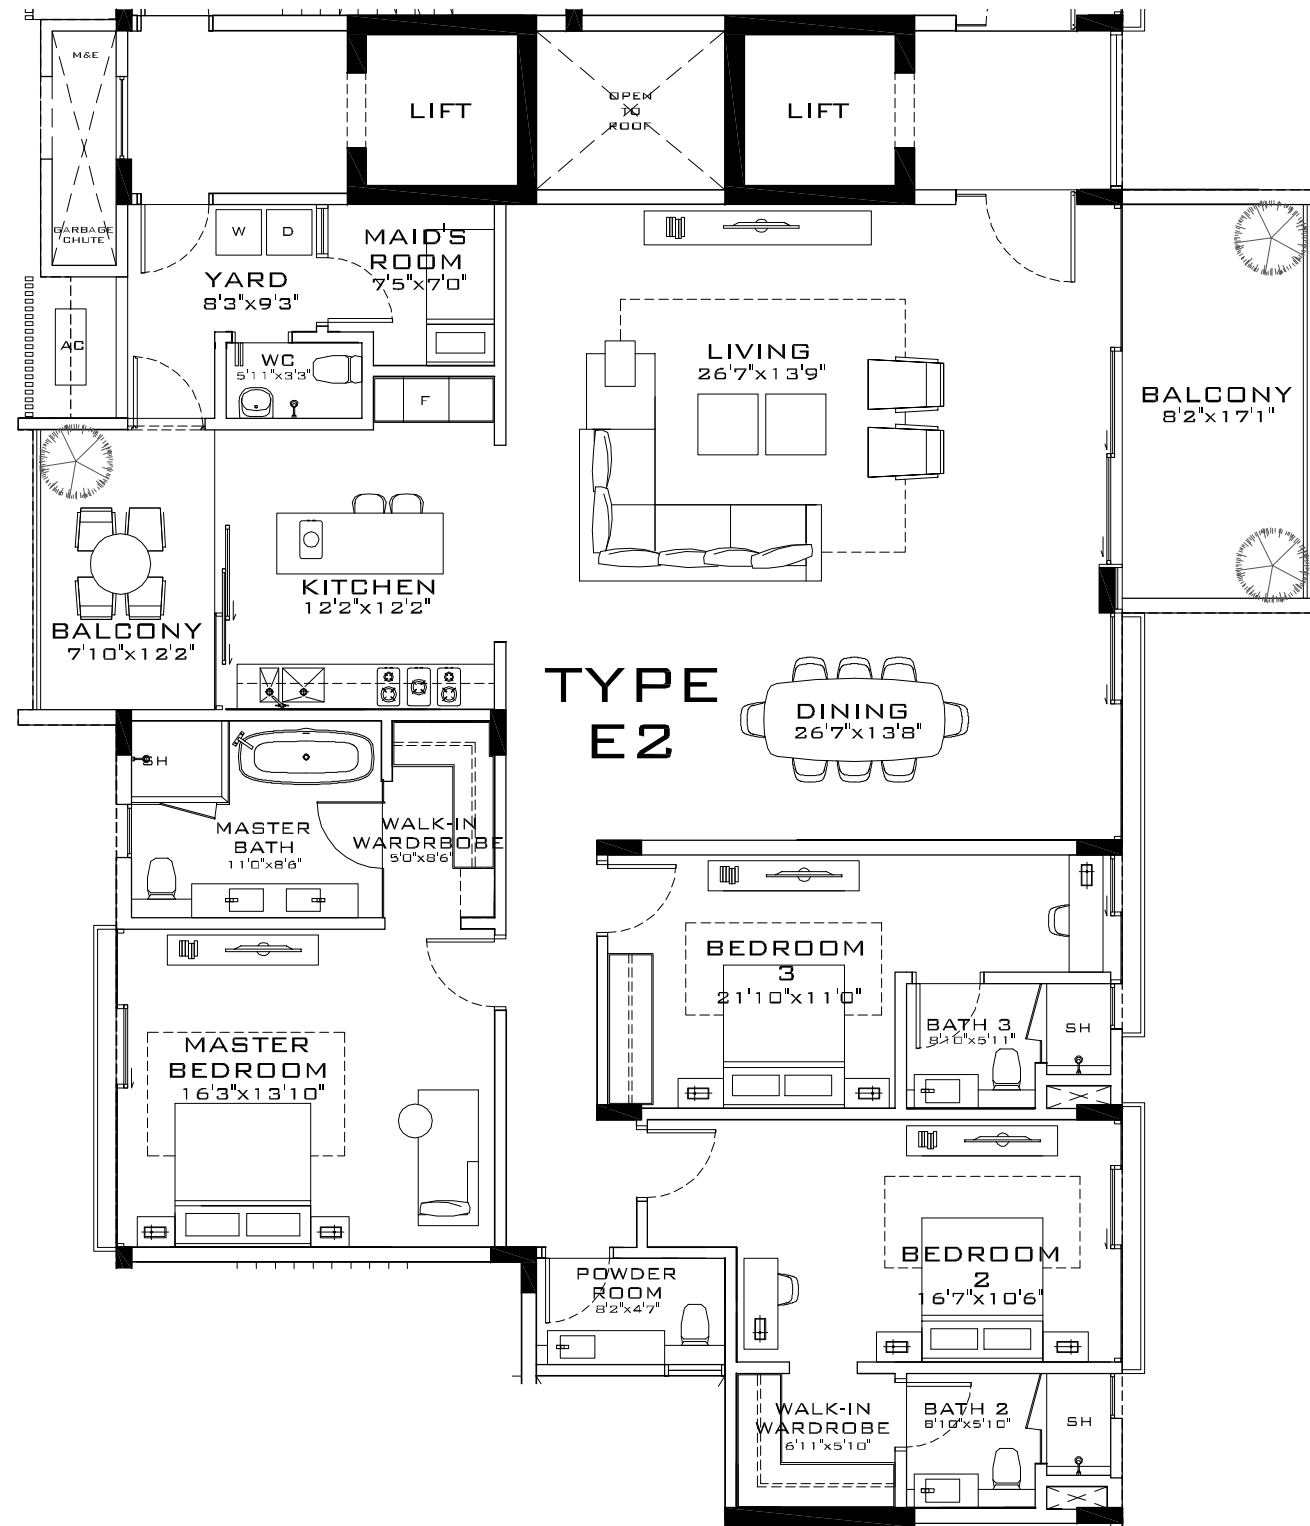 M&E
LIFT
OPEN
TO
ROOF
LIFT
GARBAGE
CHUTE
W
D
MAID'S
ROOM
7'5"x7'0"
YARD
8'3"x9'3"
AC
WC
5'11"x3'3"
F
LIVING
26'7"x13'9"
BALCONY
8'2"x17'1"
KITCHEN
12'2"x12'2"
BALCONY
7'10"x12'2"
TYPE
E2
DINING
26'7"x13'8"
SH
MASTER
BATH
11'0"x8'6"
WALK-IN
WARDRBOBE
5'0"x8'6"
BEDROOM
3
21'10"x11'0"
BATH 3
8'10"x5'11"
SH
MASTER
BEDROOM
16'3"x13'10"
BEDROOM
2
16'7"x10'6"
POWDER
ROOM
8'2"x4'7"
WALK-IN
WARDROBE
6'11"x5'10"
BATH 2
8'10"x5'10"
SH